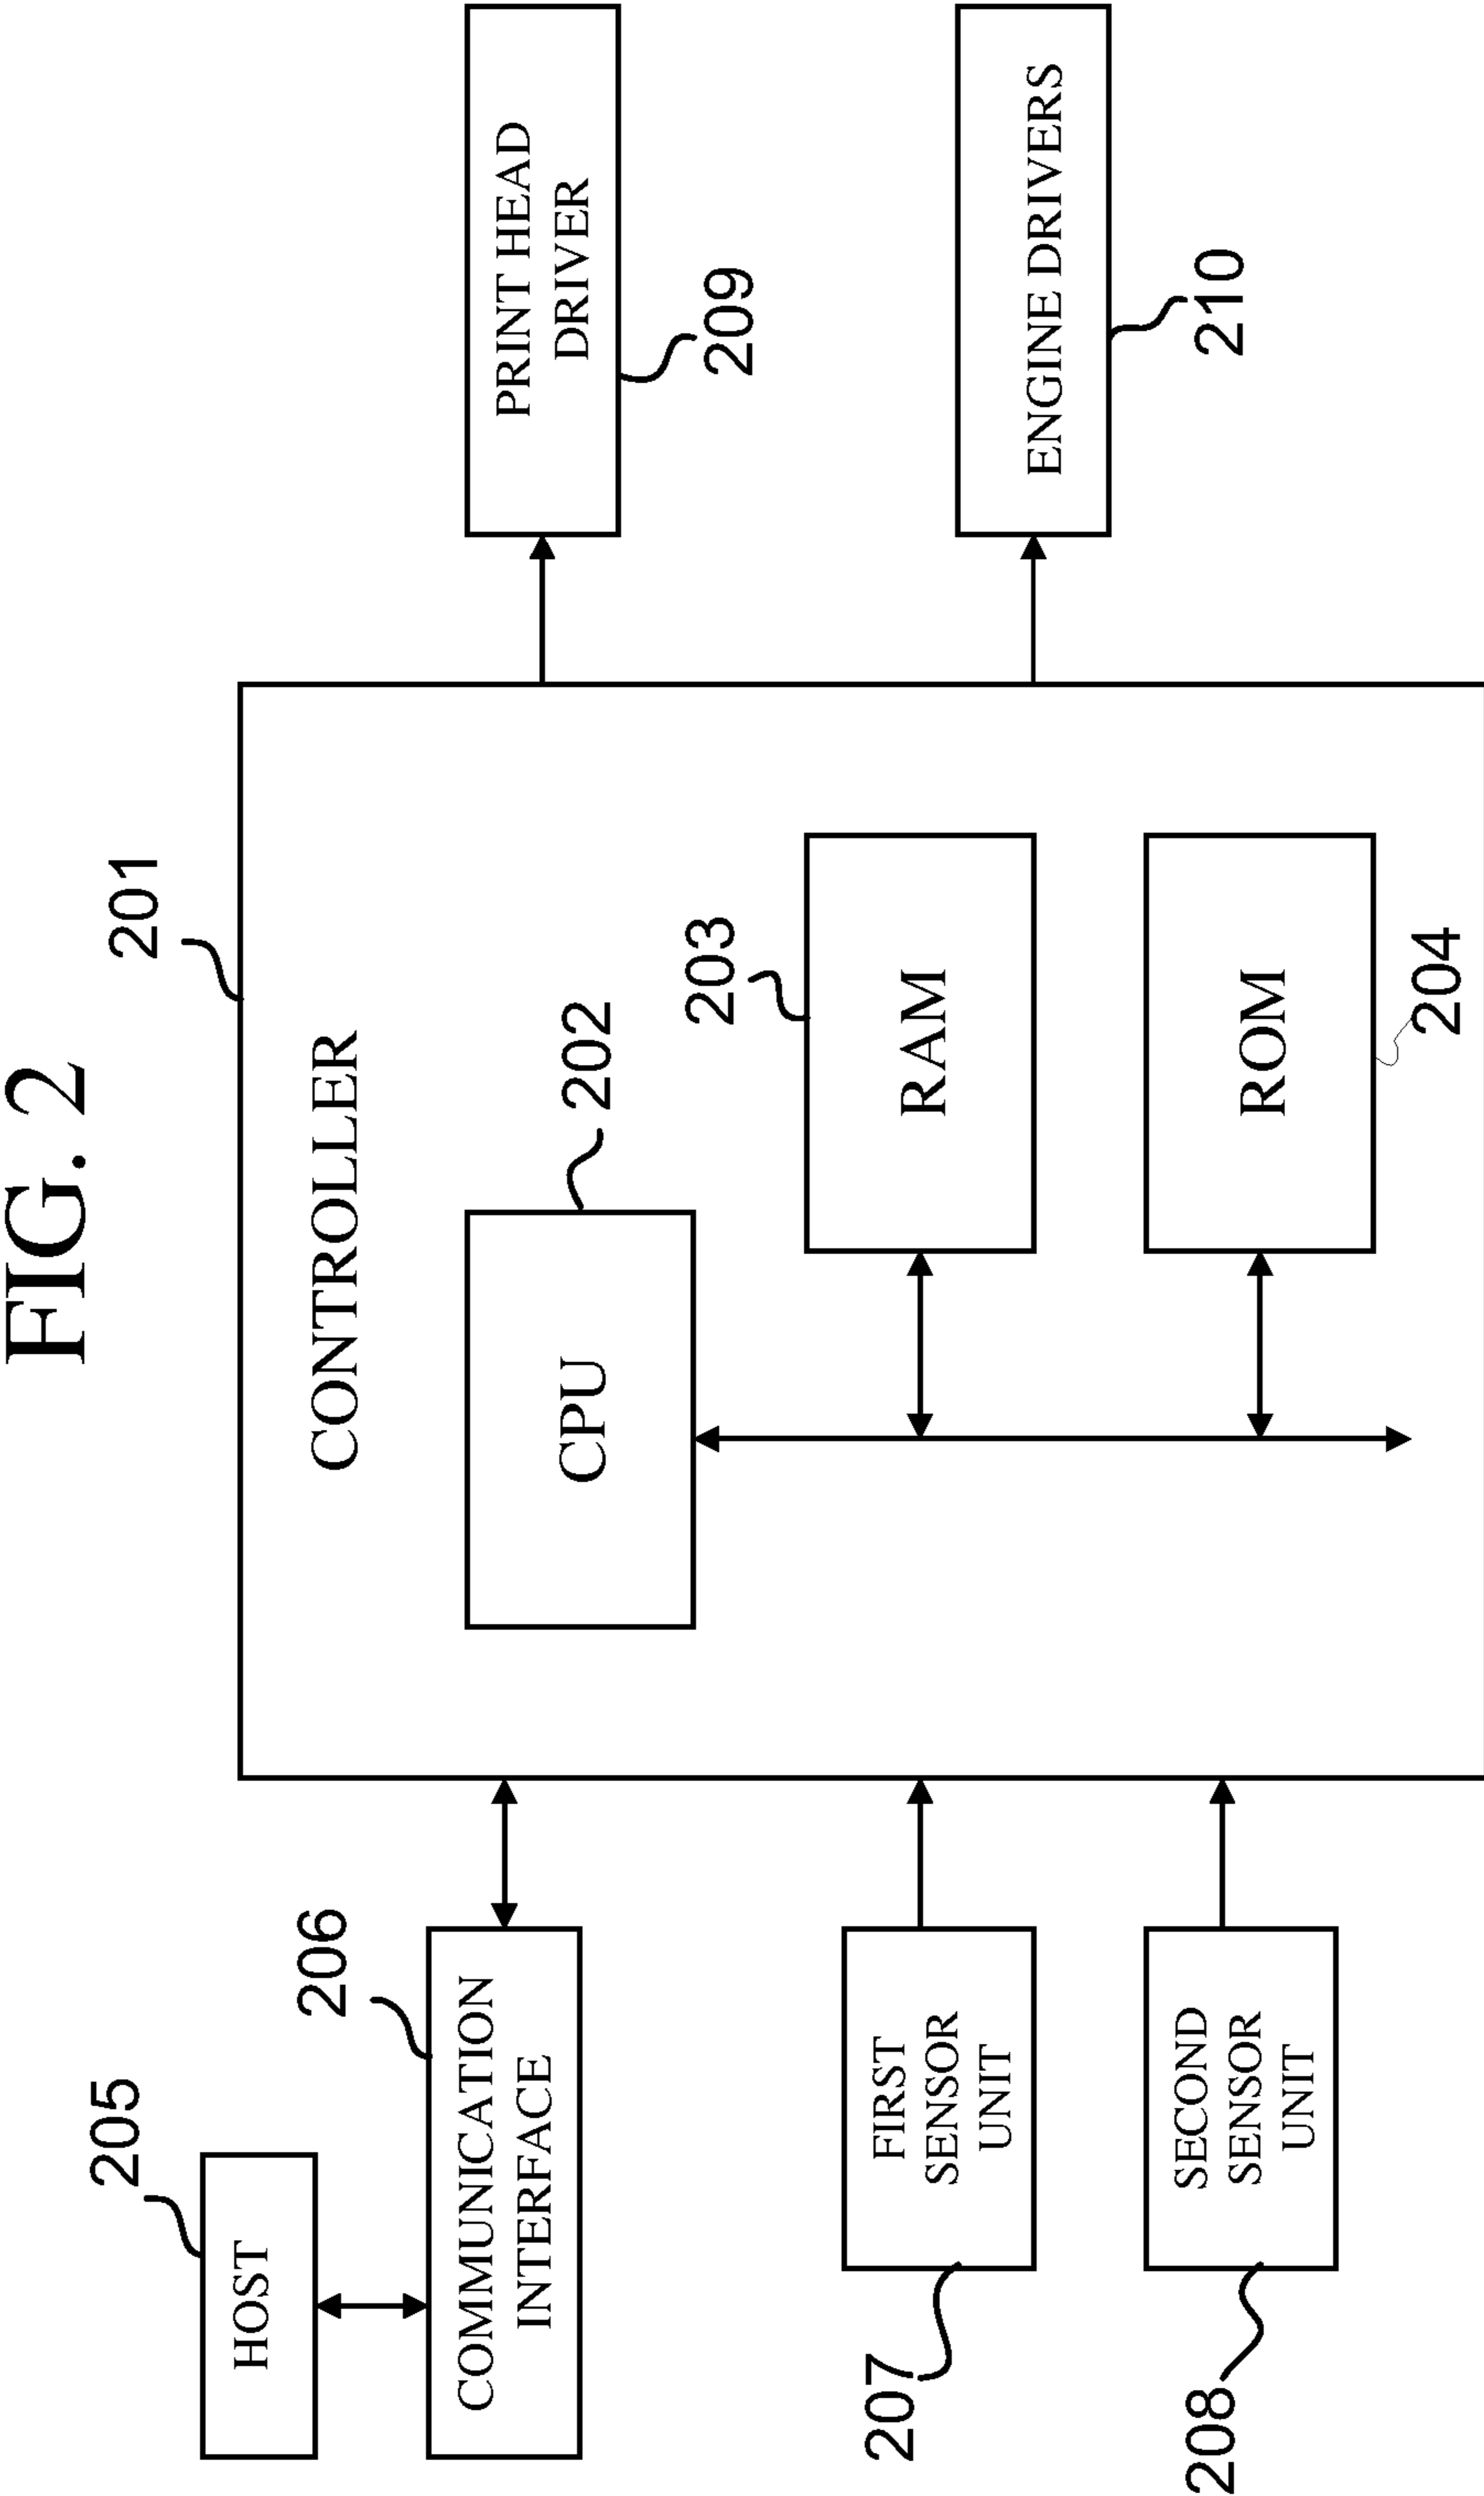 FIG. 2
201
CONTROLLER
205
HOST
206
COMMUNICATION
INTERFACE
202
CPU
PRINT HEAD
DRIVER
209
203
RAM
207
FIRST
SENSOR
UNIT
ENGINE DRIVERS
210
208
SECOND
SENSOR
UNIT
ROM
204